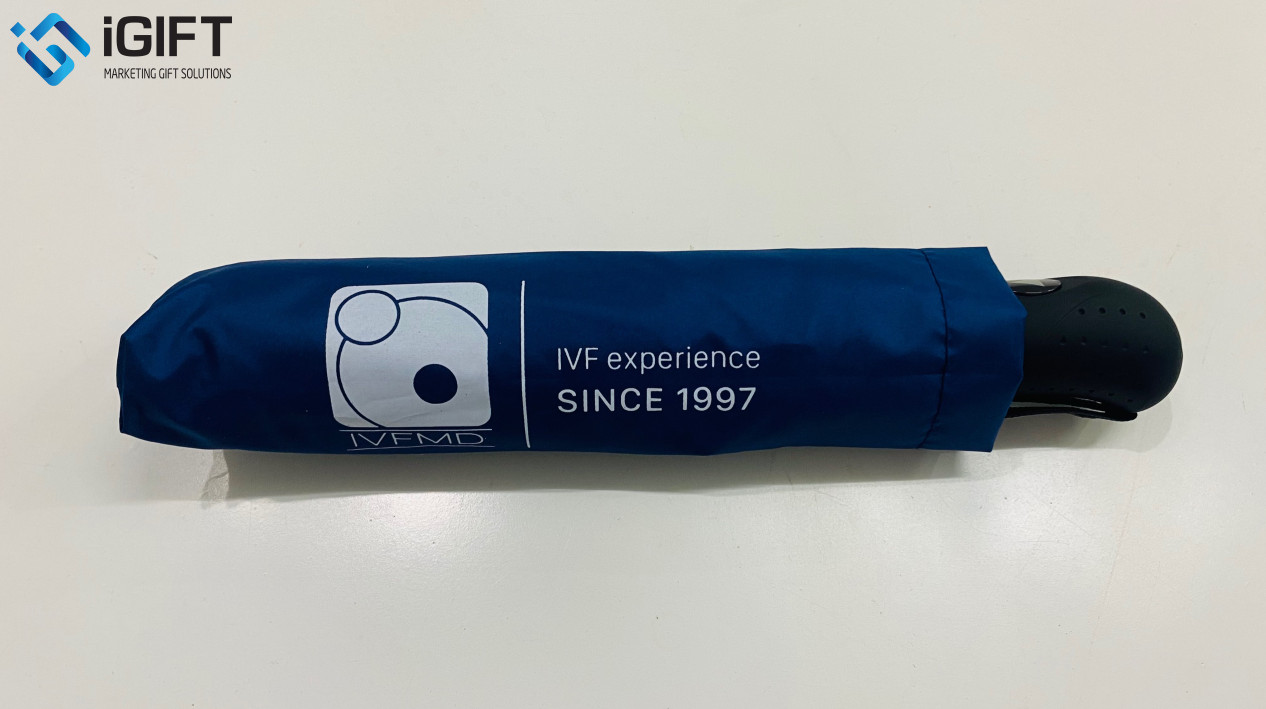 iGIFT
MARKETING GIFT SOLUTIONS
IVFMD
IVF experience
SINCE 1997